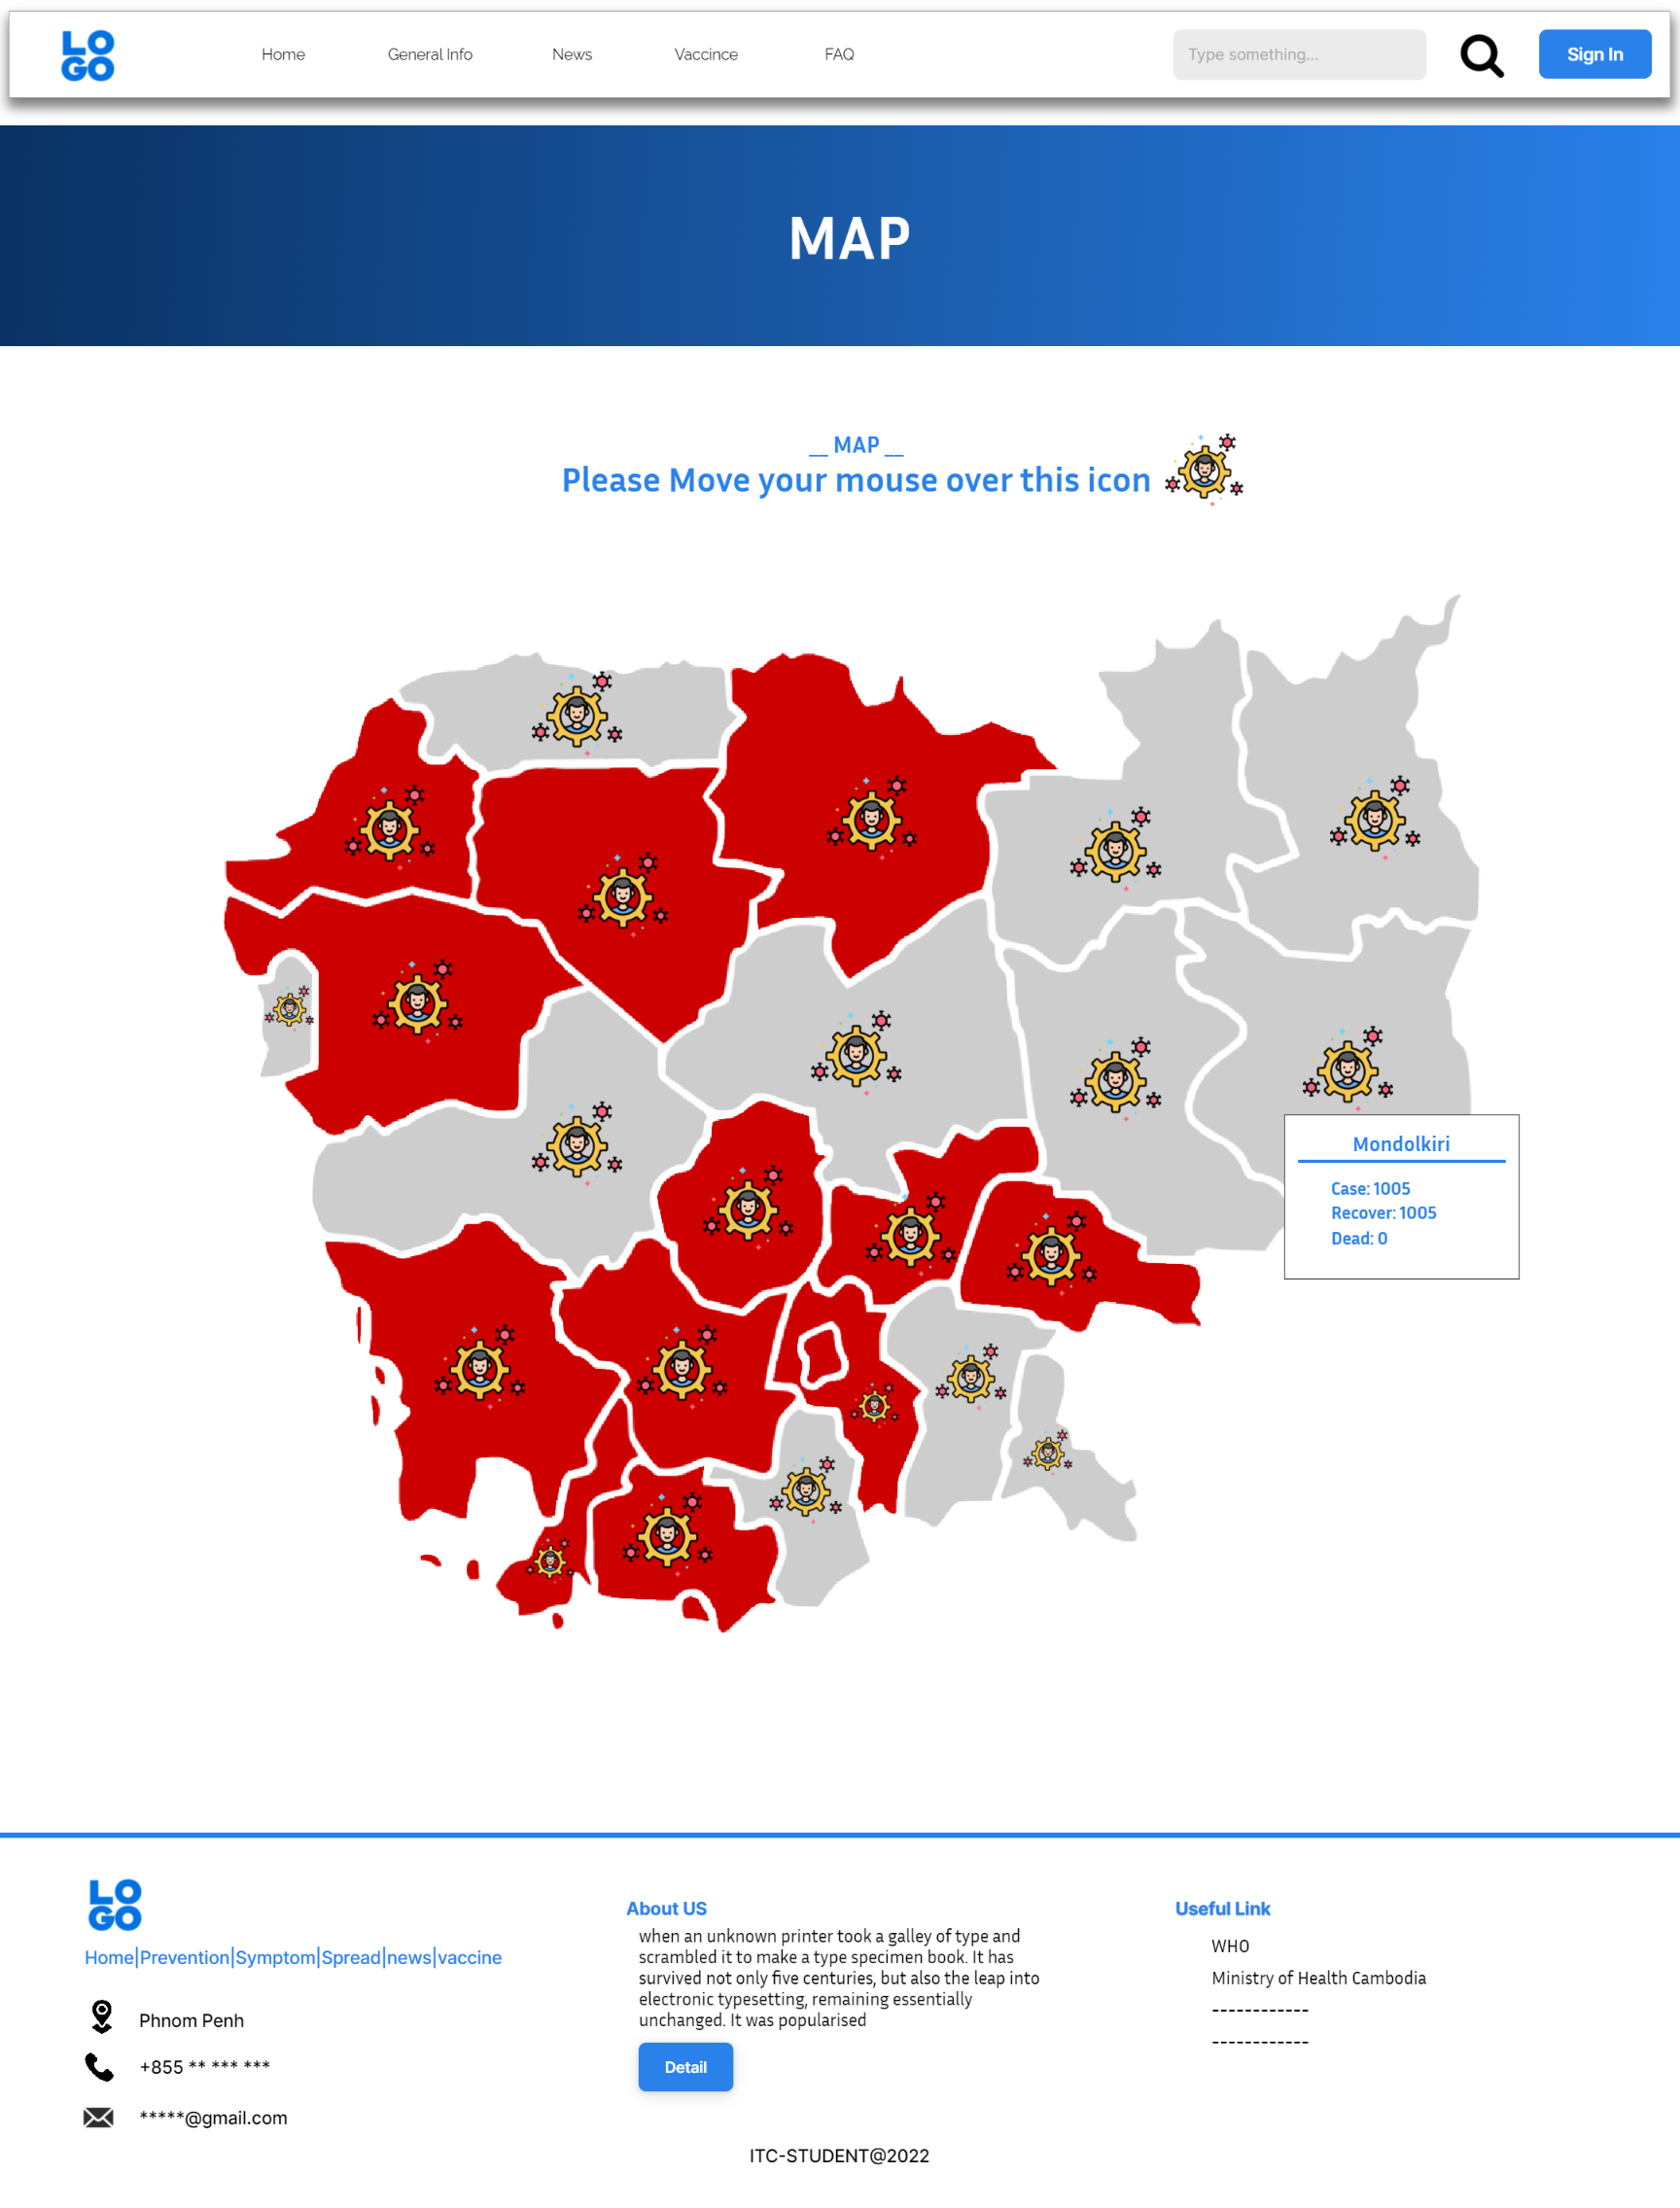 LO
GO
Home
General Info
News
Vaccince
FAQ
Type something...
Sign In
MAP
__ MAP __
Please Move your mouse over this icon
Mondolkiri
Case: 1005
Recover: 1005
Dead: 0
LO
GO
Home|Prevention|Symptom|Spread|news|vaccine
Phnom Penh
+855 ** *** ***
*****@gmail.com
About US
when an unknown printer took a galley of type and
scrambled it to make a type specimen book. It has
survived not only five centuries, but also the leap into
electronic typesetting, remaining essentially
unchanged. It was popularised
Detail
Useful Link
WHO
Ministry of Health Cambodia
------------
------------
ITC-STUDENT@2022